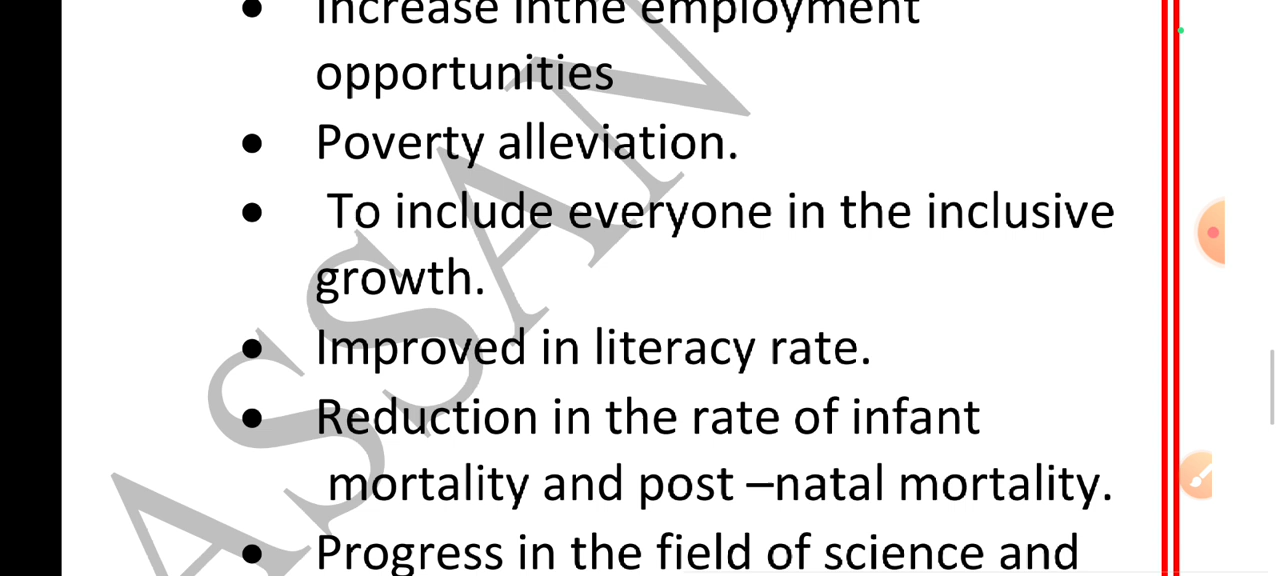 • Increase inthe employment
opportunities
• Poverty alleviation.
• To include everyone in the inclusive
growth.
• Improved in literacy rate.
• Reduction in the rate of infant
mortality and post –natal mortality.
• Progress in the field of science and
ASSAN